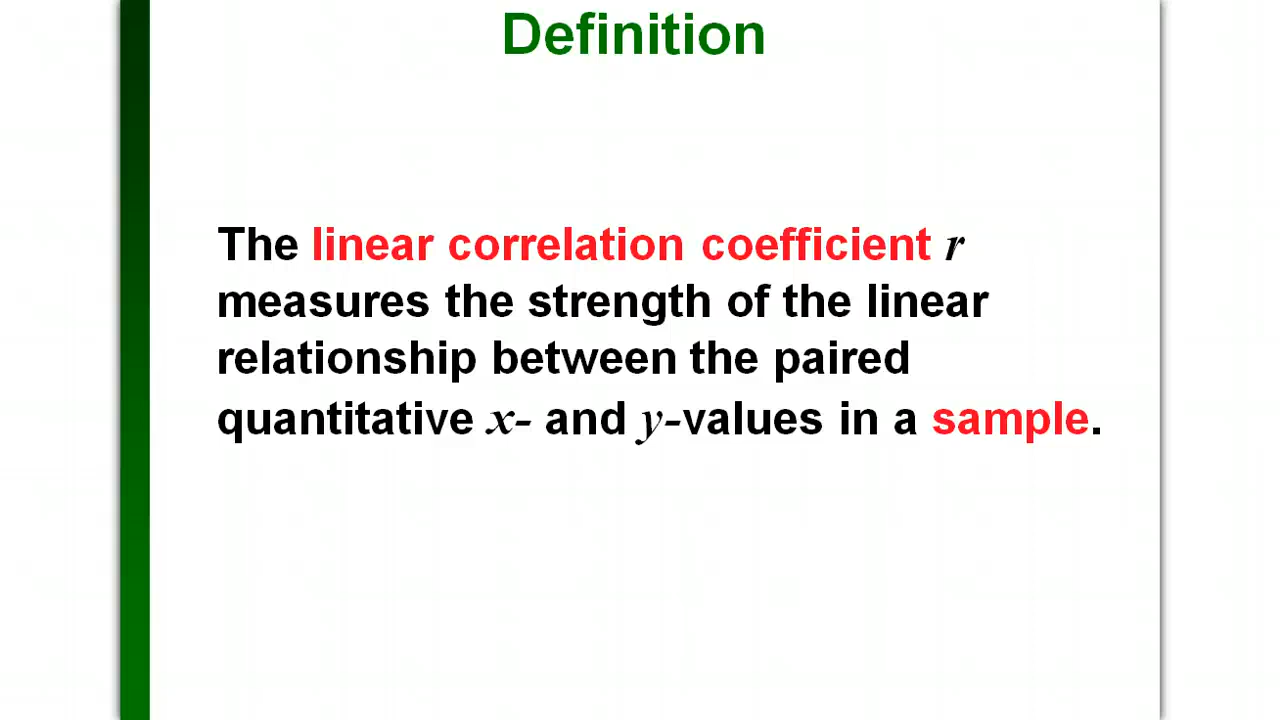 Definition
The linear correlation coefficient r
measures the strength of the linear
relationship between the paired
quantitative x- and y-values in a sample.